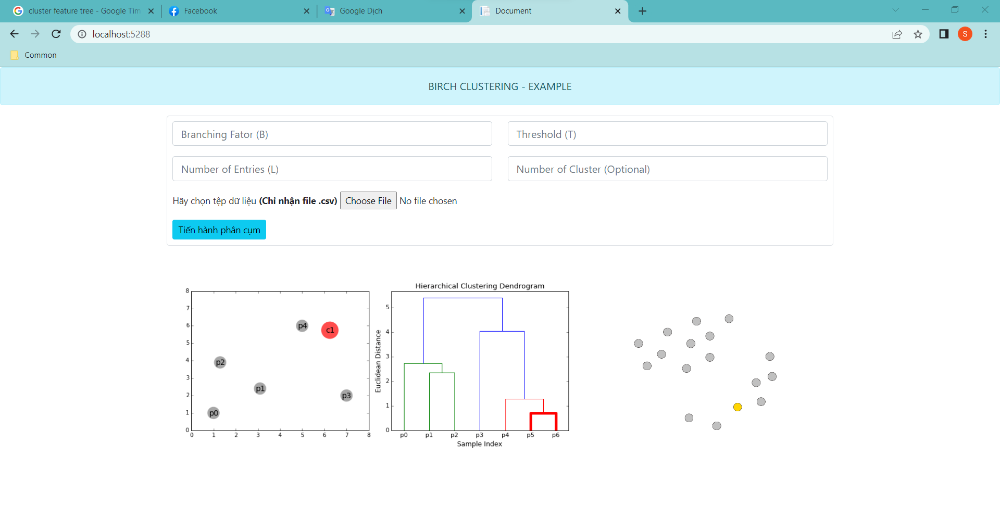 cluster feature tree - Google Tìm
Facebook
Google Dịch
Document
localhost:5288
S
Common
BIRCH CLUSTERING - EXAMPLE
Branching Fator (B)
Threshold (T)
Number of Entries (L)
Number of Cluster (Optional)
Hãy chọn tệp dữ liệu (Chỉ nhận file .csv) Choose File No file chosen
Tiến hành phân cụm
8
7
6
5
4
3
2
1
0
p4
c1
p2
p1
p3
p0
0 1 2 3 4 5 6 7 8
Hierarchical Clustering Dendrogram
Euclidean Distance
5
4
3
2
1
0
p0 p1 p2 p3 p4 p5 p6
Sample Index